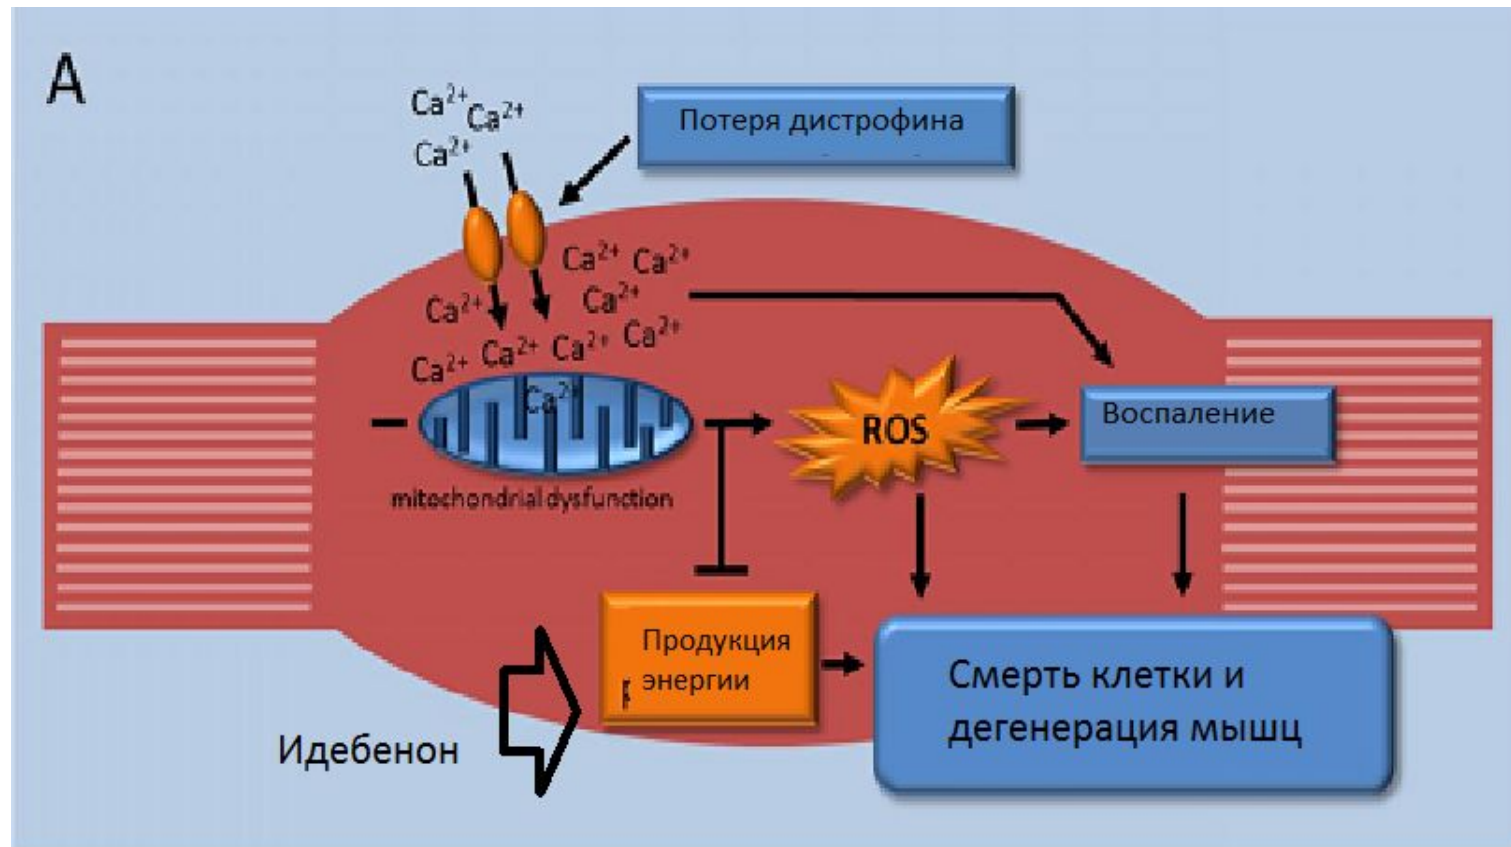 A
Ca²⁺
Ca²⁺
Ca²⁺
Потеря дистрофина
Ca²⁺
Ca²⁺
Ca²⁺
Ca²⁺
Ca²⁺
Ca²⁺
Ca²⁺
Ca²⁺
Ca²⁺
ROS
Воспаление
mitochondrial dysfunction
Продукция
энергии
Смерть клетки и
дегенерация мышц
Идебенон